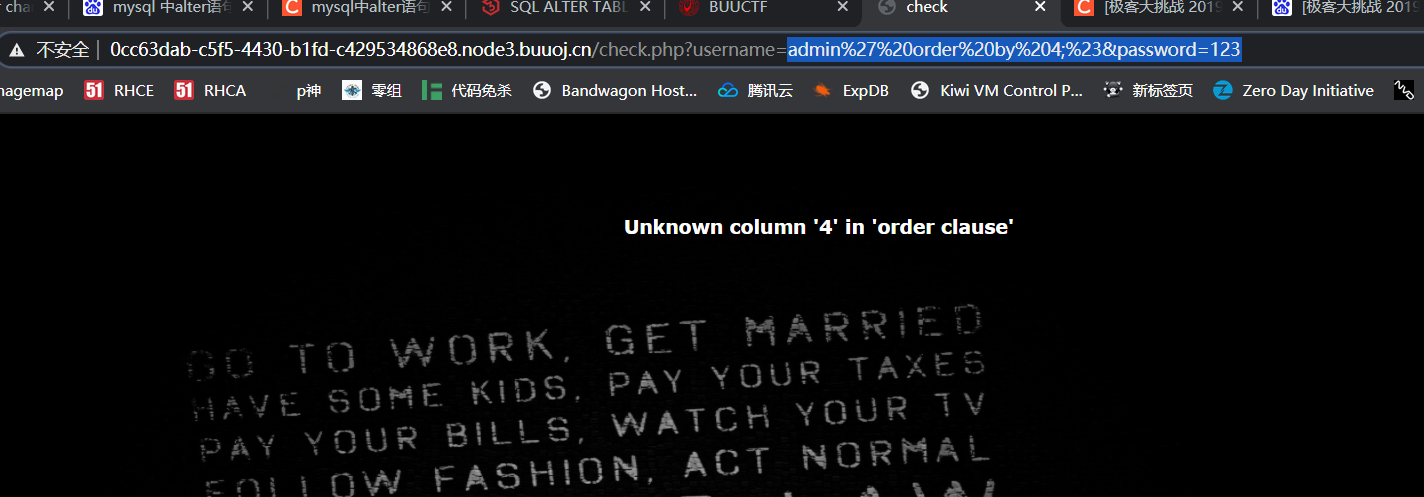 r chai
mysql 中alter语句
mysql中alter语句
SQL ALTER TABL
BUUCTF
check
[极客大挑战 2019
[极客大挑战 2019
不安全 | 0cc63dab-c5f5-4430-b1fd-c429534868e8.node3.buuoj.cn/check.php?username=admin%27%20order%20by%204;%23&password=123
nagemap
51 RHCE
51 RHCA
p神
零组
代码免杀
Bandwagon Host...
腾讯云
ExpDB
Kiwi VM Control P...
新标签页
Zero Day Initiative
Unknown column '4' in 'order clause'
GO TO WORK, GET MARRIED
HAVE SOME KIDS, PAY YOUR TAXES
PAY YOUR BILLS, WATCH YOUR TV
FOLLOW FASHION, ACT NORMAL